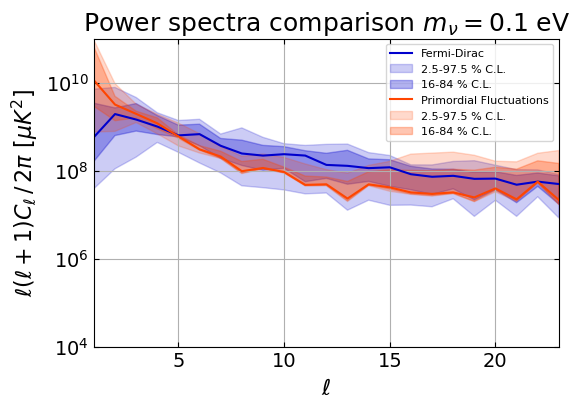 Power spectra comparison $m_\nu = 0.1$ eV
Fermi-Dirac
2.5-97.5 % C.L.
16-84 % C.L.
Primordial Fluctuations
2.5-97.5 % C.L.
16-84 % C.L.
$\ell(\ell+1)C_\ell\,/\,2\pi\ [\mu K^2]$
$10^{10}$
$10^8$
$10^6$
$10^4$
5 10 15 20
$\ell$